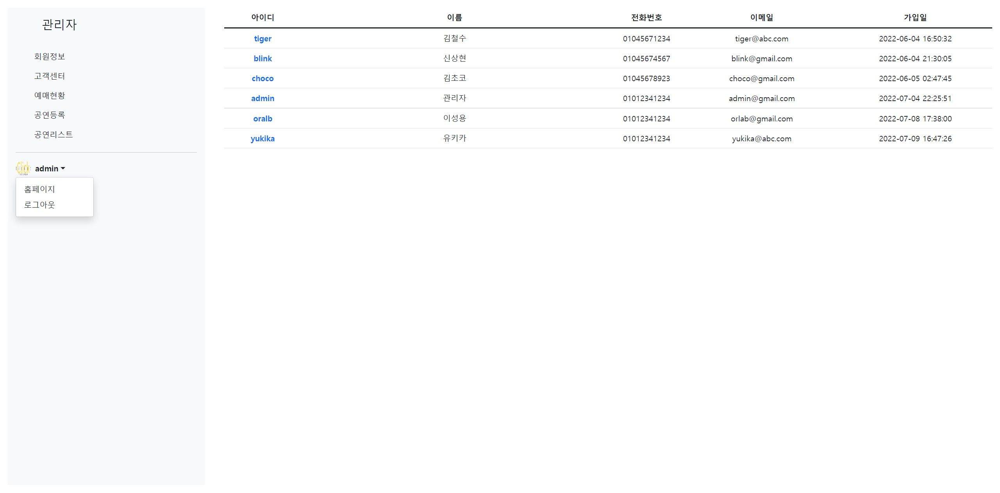 관리자
회원정보
고객센터
예매현황
공연등록
공연리스트
Click
admin
홈페이지
로그아웃
아이디 이름 전화번호 이메일 가입일
tiger 김철수 01045671234 tiger@abc.com 2022-06-04 16:50:32
blink 신상현 01045674567 blink@gmail.com 2022-06-04 21:30:05
choco 김초코 01045678923 choco@gmail.com 2022-06-05 02:47:45
admin 관리자 01012341234 admin@gmail.com 2022-07-04 22:25:51
oralb 이성용 01012341234 orlab@gmail.com 2022-07-08 17:38:00
yukika 유키카 01012341234 yukika@abc.com 2022-07-09 16:47:26